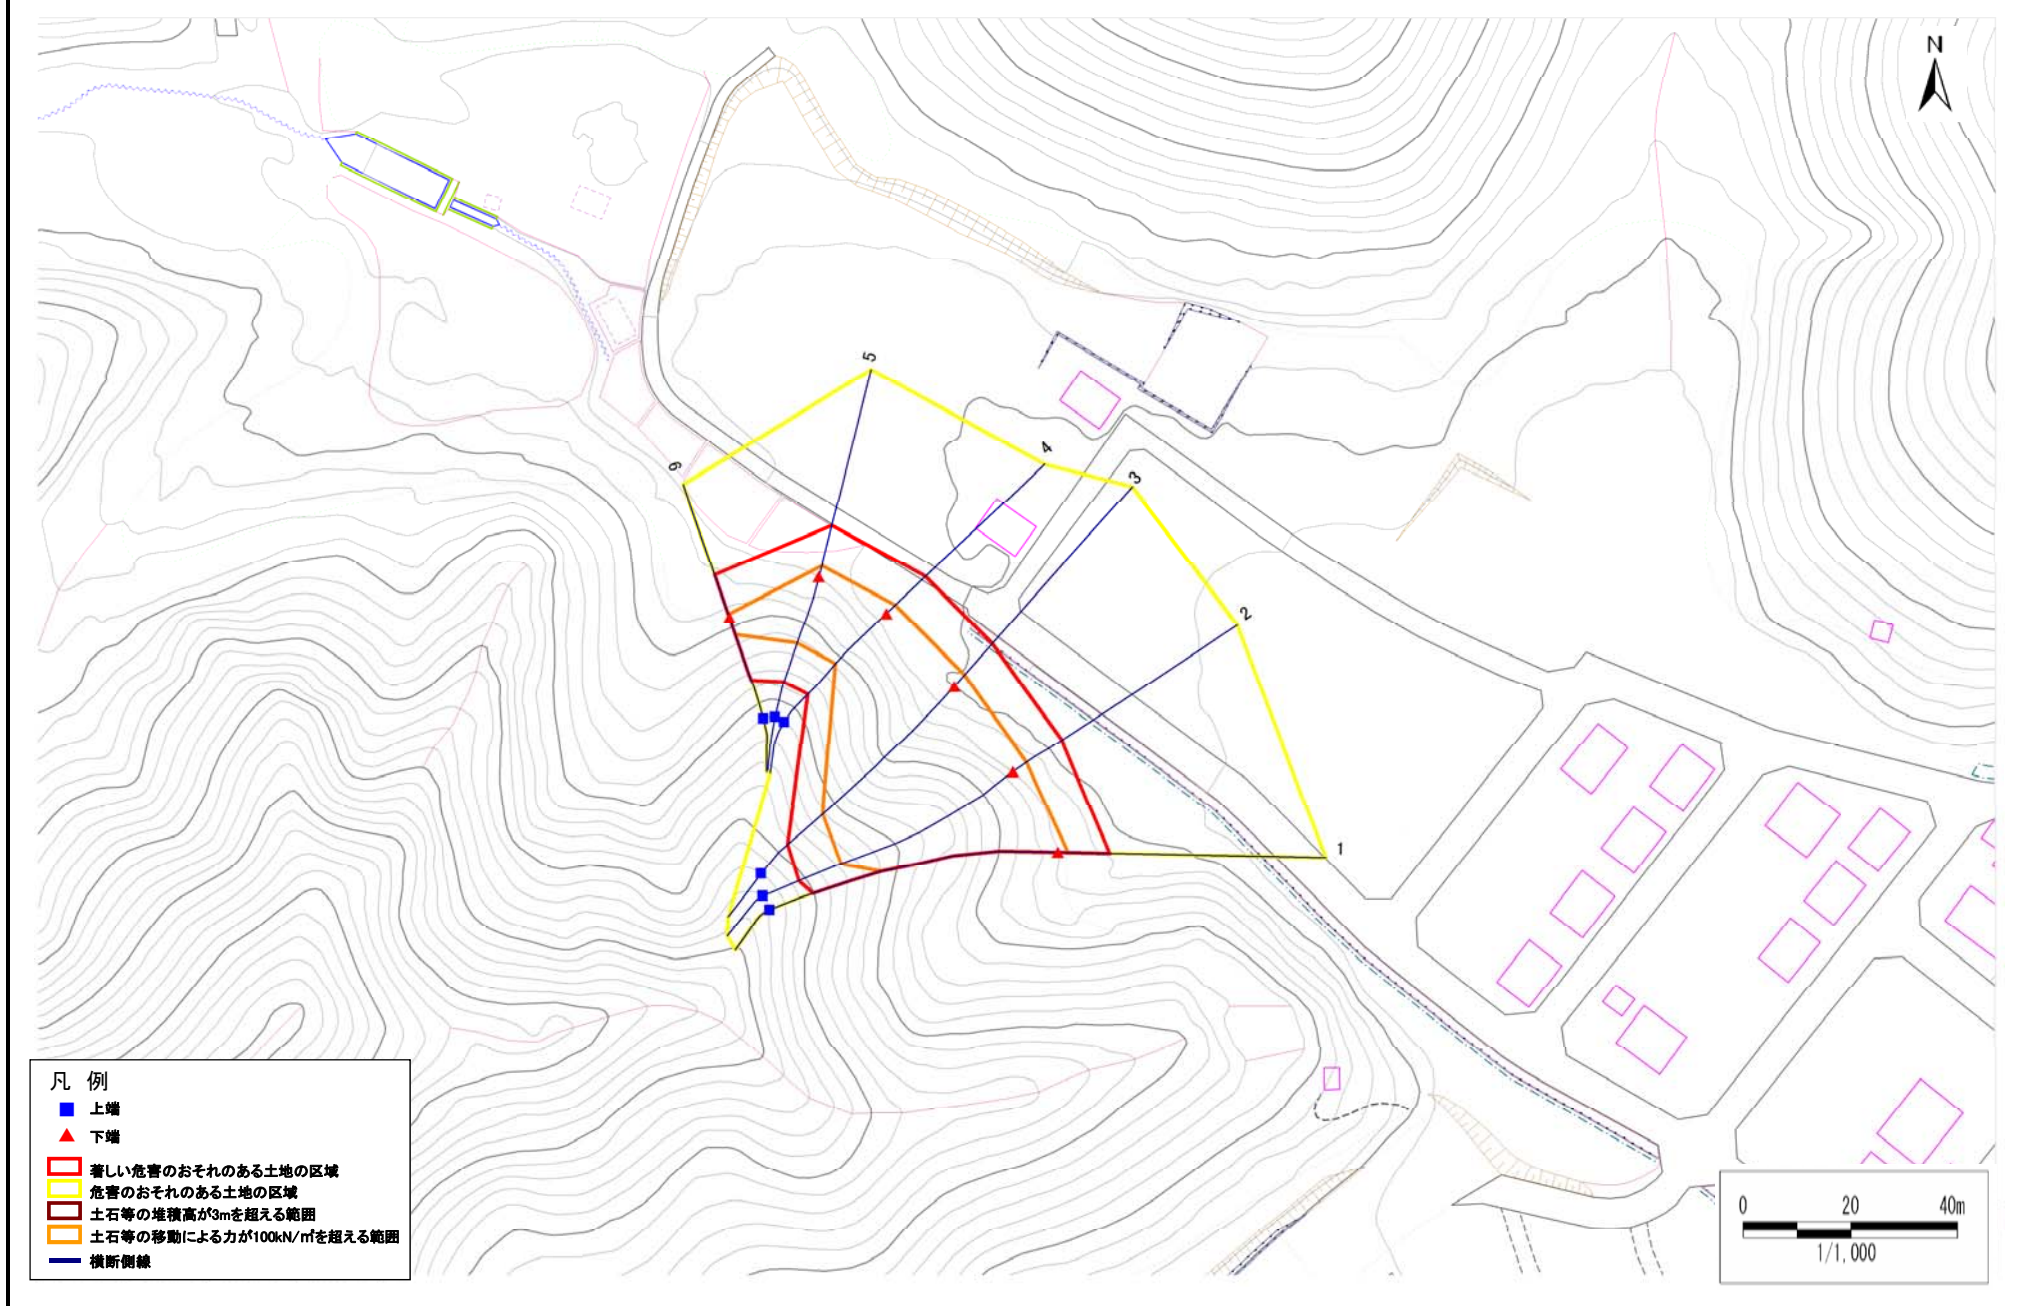 N
5
4
6
3
2
1
凡 例
上端
下端
著しい危害のおそれのある土地の区域
危害のおそれのある土地の区域
土石等の堆積高が3mを超える範囲
土石等の移動による力が100kN/㎡を超える範囲
横断側線
0 20 40m
1/1,000